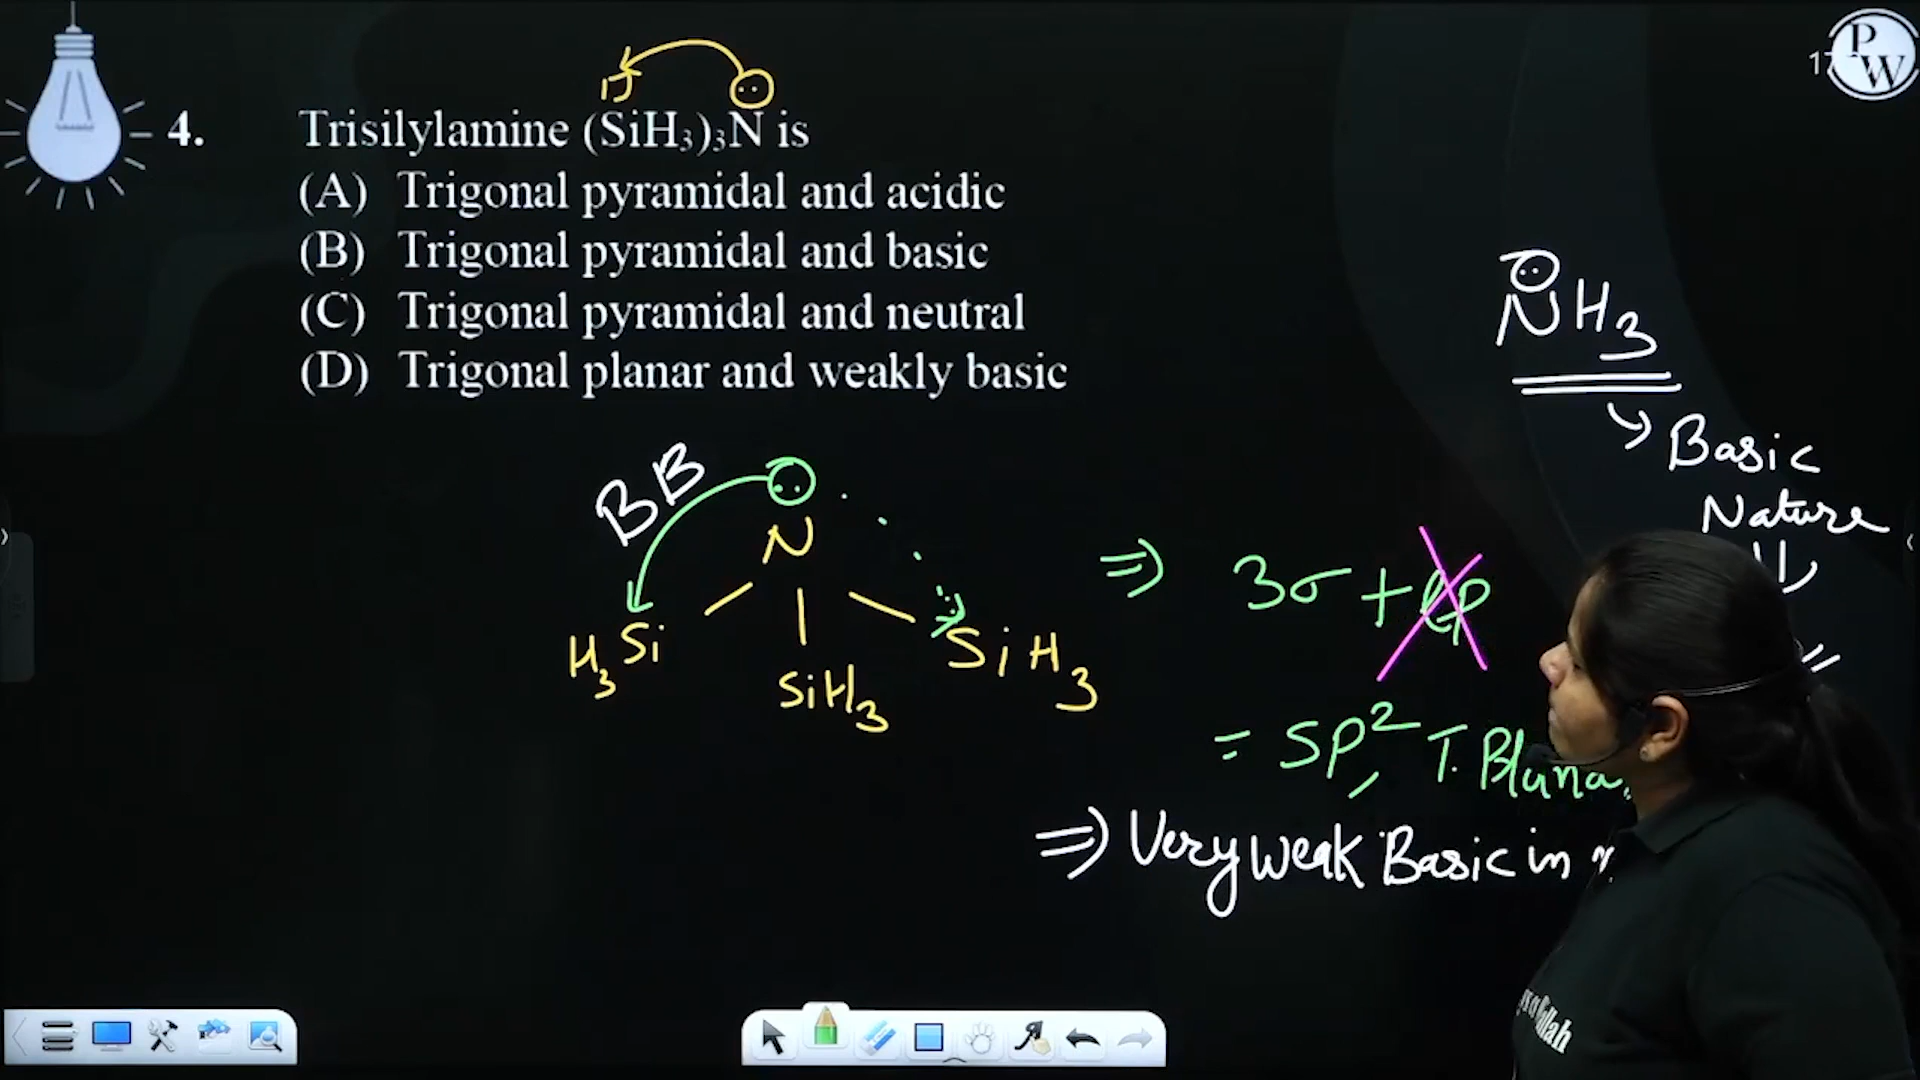 PW
4. Trisilylamine (SiH₃)₃N is
(A) Trigonal pyramidal and acidic
(B) Trigonal pyramidal and basic
(C) Trigonal pyramidal and neutral
(D) Trigonal planar and weakly basic
NH₃
Basic
Nature
BB
N
H₃Si
SiH₃
SiH₃
⇒ 3σ + lp
= SP², T. Plana
⇒ Very weak Basic in